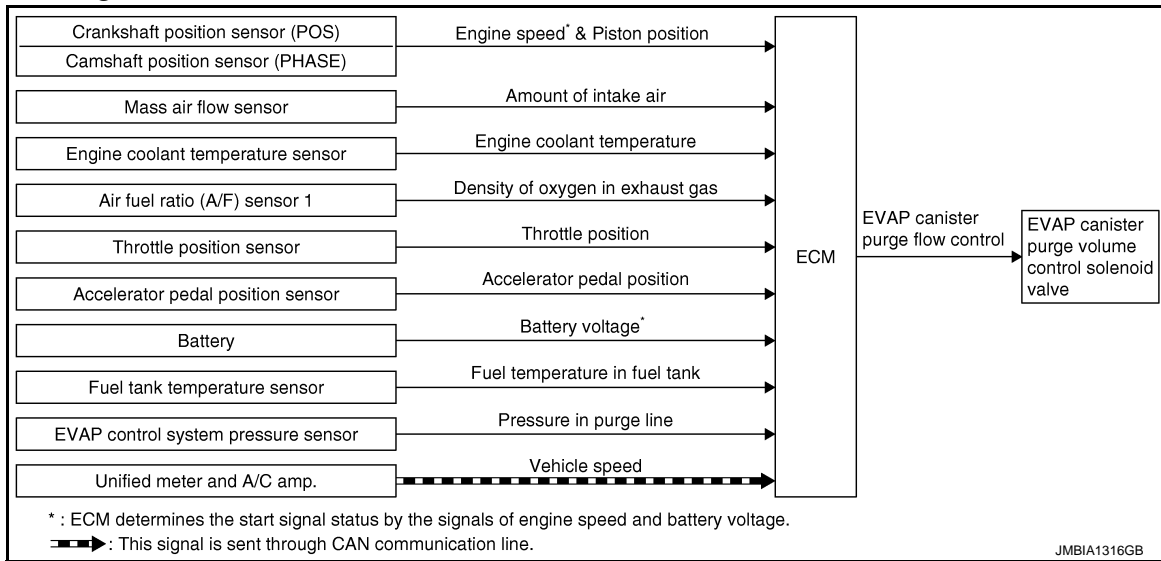 Crankshaft position sensor (POS)
Camshaft position sensor (PHASE)
Engine speed* & Piston position
Mass air flow sensor
Amount of intake air
Engine coolant temperature sensor
Engine coolant temperature
Air fuel ratio (A/F) sensor 1
Density of oxygen in exhaust gas
Throttle position sensor
Throttle position
Accelerator pedal position sensor
Accelerator pedal position
Battery
Battery voltage*
Fuel tank temperature sensor
Fuel temperature in fuel tank
EVAP control system pressure sensor
Pressure in purge line
Unified meter and A/C amp.
Vehicle speed
ECM
EVAP canister
purge flow control
EVAP canister
purge volume
control solenoid
valve
* : ECM determines the start signal status by the signals of engine speed and battery voltage.
: This signal is sent through CAN communication line.
JMBIA1316GB